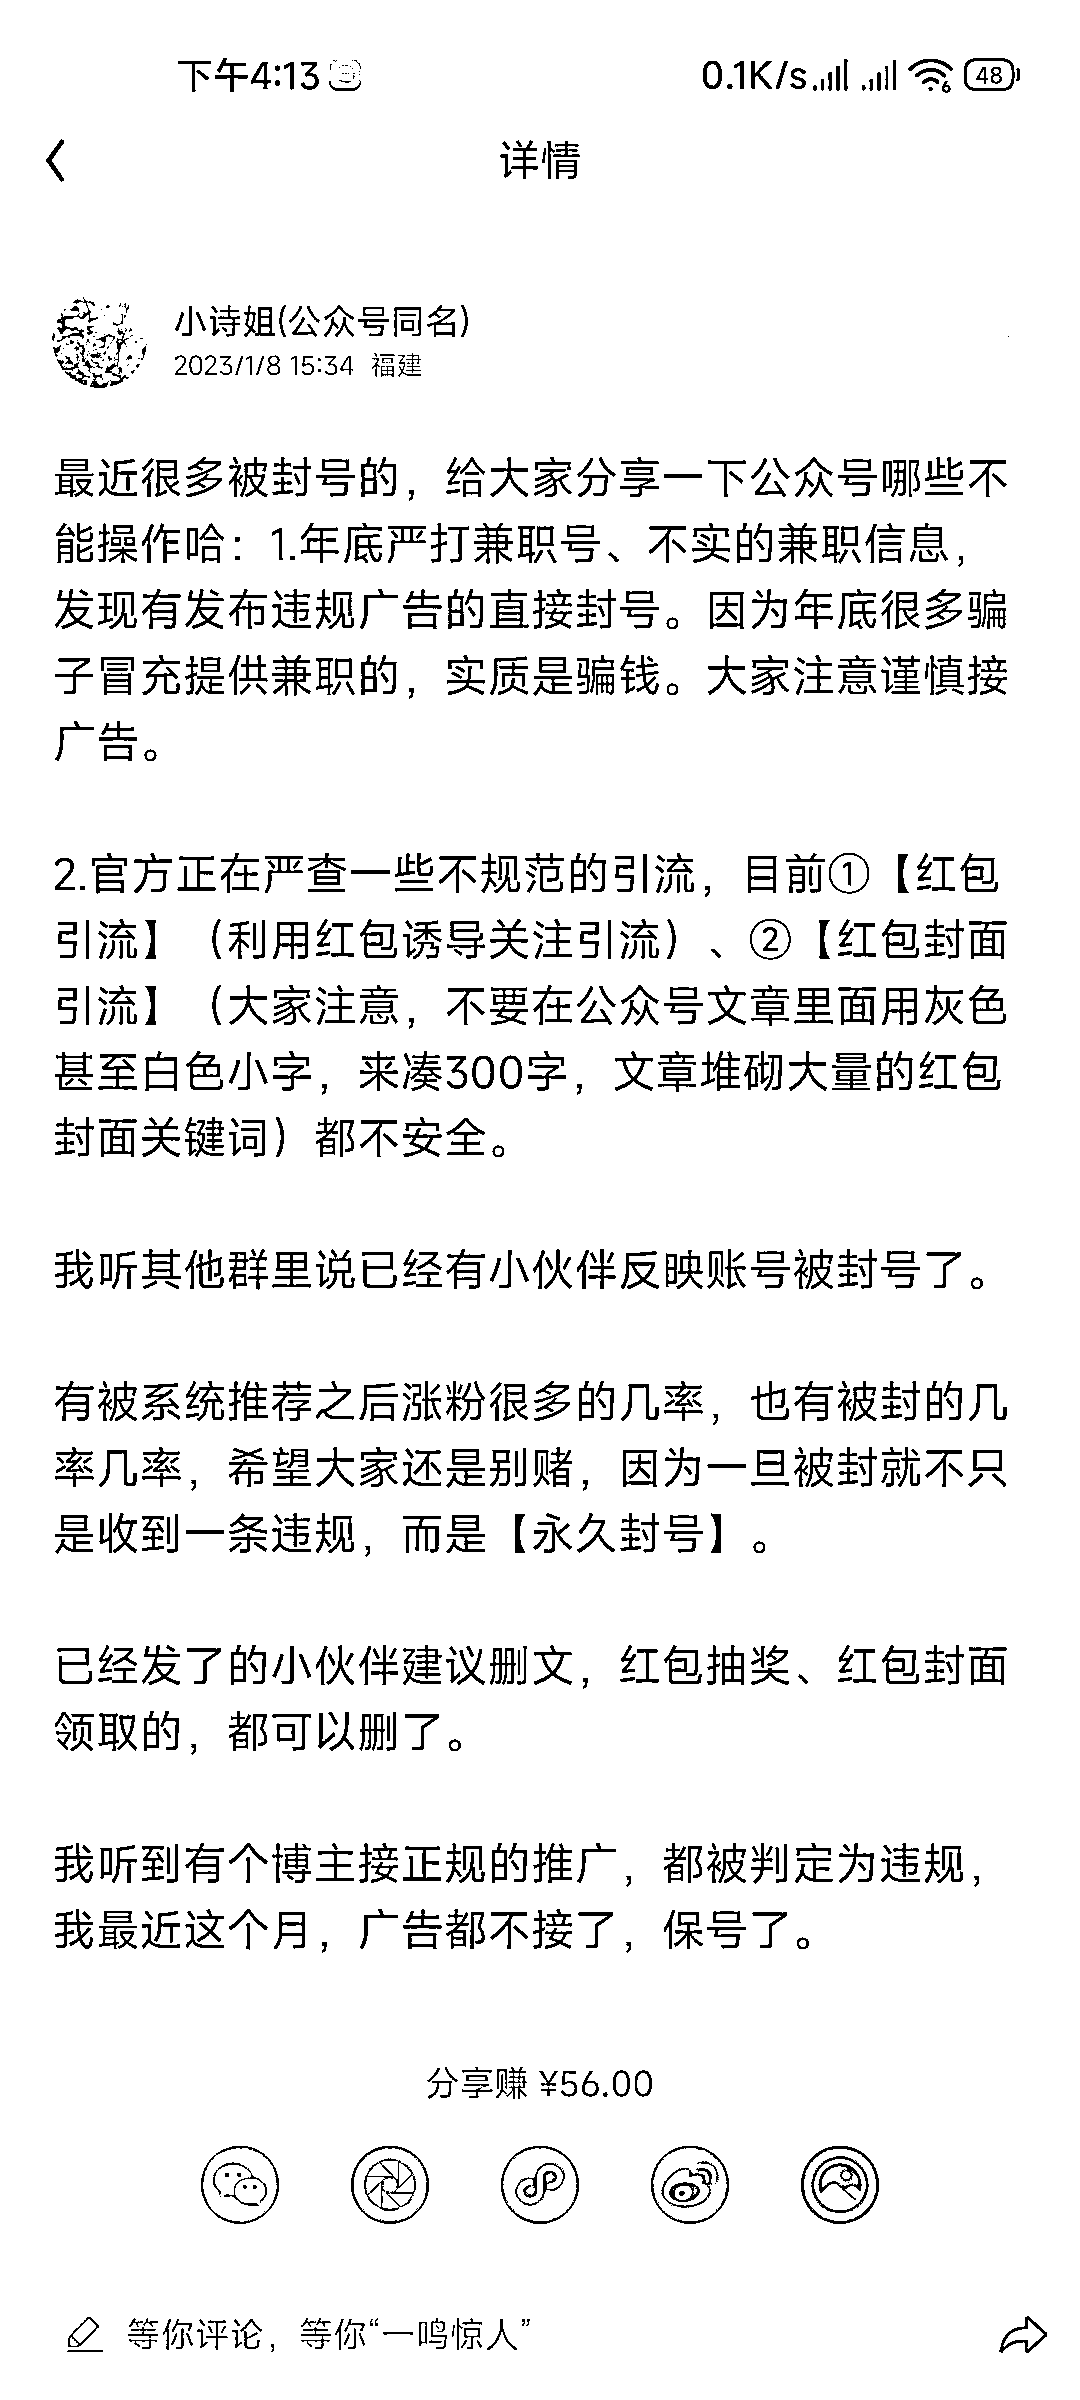 下午4:13
0.1K/s
6
48
详情
小诗姐(公众号同名)
2023/1/8 15:34 福建
最近很多被封号的，给大家分享一下公众号哪些不
能操作哈：1.年底严打兼职号、不实的兼职信息，
发现有发布违规广告的直接封号。因为年底很多骗
子冒充提供兼职的，实质是骗钱。大家注意谨慎接
广告。
2.官方正在严查一些不规范的引流，目前①【红包
引流】（利用红包诱导关注引流）、②【红包封面
引流】（大家注意，不要在公众号文章里面用灰色
甚至白色小字，来凑300字，文章堆砌大量的红包
封面关键词）都不安全。
我听其他群里说已经有小伙伴反映账号被封号了。
有被系统推荐之后涨粉很多的几率，也有被封的几
率几率，希望大家还是别赌，因为一旦被封就不只
是收到一条违规，而是【永久封号】。
已经发了的小伙伴建议删文，红包抽奖、红包封面
领取的，都可以删了。
我听到有个博主接正规的推广，都被判定为违规，
我最近这个月，广告都不接了，保号了。
分享赚 ¥56.00
等你评论，等你“一鸣惊人”